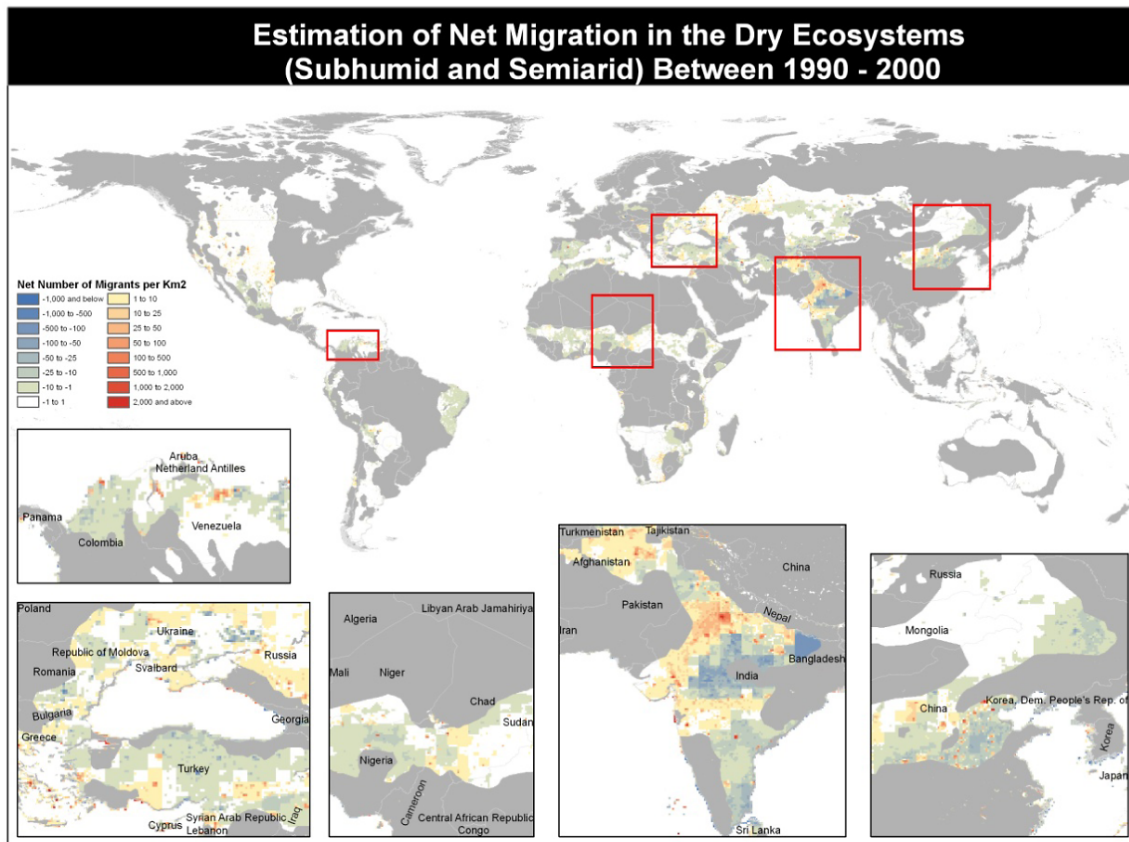 Estimation of Net Migration in the Dry Ecosystems
(Subhumid and Semiarid) Between 1990 - 2000
Net Number of Migrants per Km2
-1,000 and below
-1,000 to -500
-500 to -100
-100 to -50
-50 to -25
-25 to -10
-10 to -1
-1 to 1
1 to 10
10 to 25
25 to 50
50 to 100
100 to 500
500 to 1,000
1,000 to 2,000
2,000 and above
Aruba
Netherland Antilles
Panama
Venezuela
Colombia
Poland
Ukraine
Republic of Moldova
Russia
Svalbard
Romania
Bulgaria
Georgia
Greece
Turkey
Cyprus
Syrian Arab Republic
Lebanon
Iraq
Libyan Arab Jamahiriya
Algeria
Mali
Niger
Chad
Sudan
Nigeria
Cameroon
Central African Republic
Congo
Turkmenistan
Tajikistan
Afghanistan
China
Pakistan
Nepal
Iran
Bangladesh
India
Sri Lanka
Russia
Mongolia
China
Korea, Dem. People's Rep. of
Korea
Japan